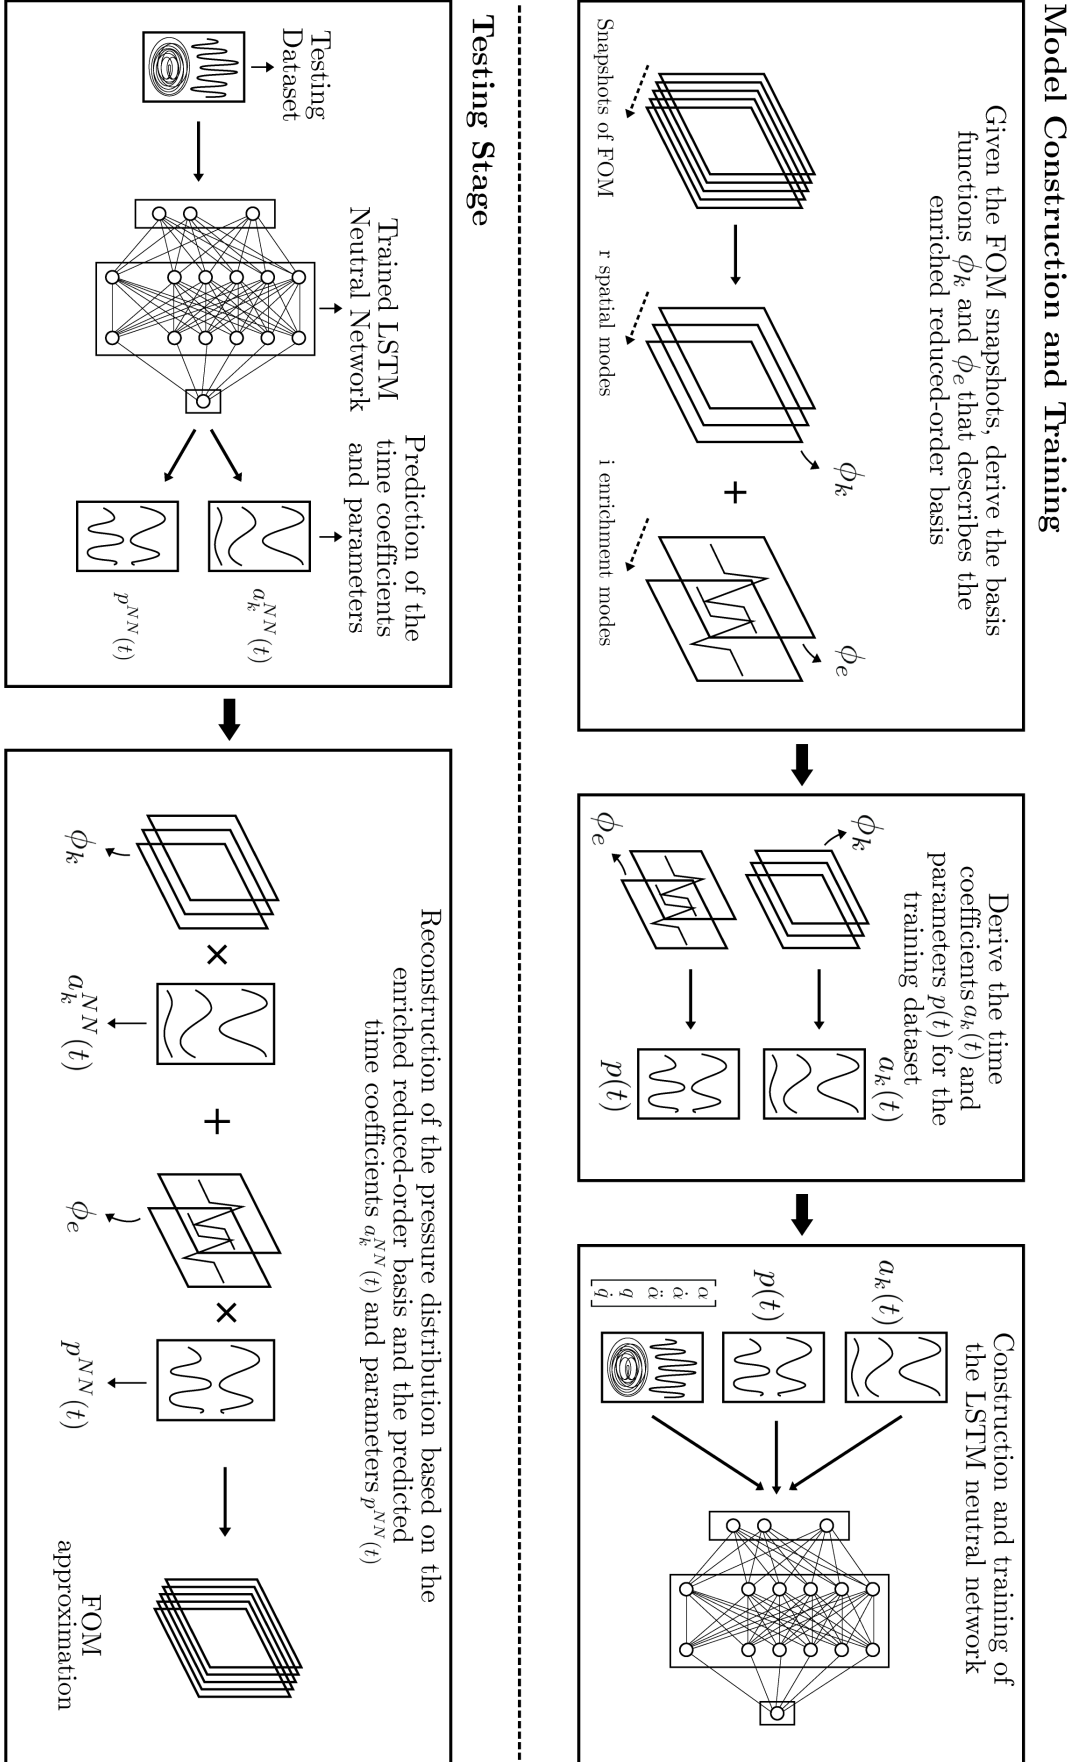 Model Construction and Training
Given the FOM snapshots, derive the basis
functions ϕ_k and ϕ_e that describes the
enriched reduced-order basis
ϕ_k
ϕ_e
+
Snapshots of FOM
r spatial modes
i enrichment modes
Derive the time
coefficients a_k(t) and
parameters p(t) for the
training dataset
ϕ_k
a_k(t)
ϕ_e
p(t)
Construction and training of
the LSTM neutral network
a_k(t)
p(t)
α
α̇
α̈
q
q̇
Testing Stage
Testing
Dataset
Trained LSTM
Neutral Network
Prediction of the
time coefficients
and parameters
a_k^{NN}(t)
p^{NN}(t)
Reconstruction of the pressure distribution based on the
enriched reduced-order basis and the predicted
time coefficients a_k^{NN}(t) and parameters p^{NN}(t)
×
+
×
ϕ_k
a_k^{NN}(t)
ϕ_e
p^{NN}(t)
FOM
approximation